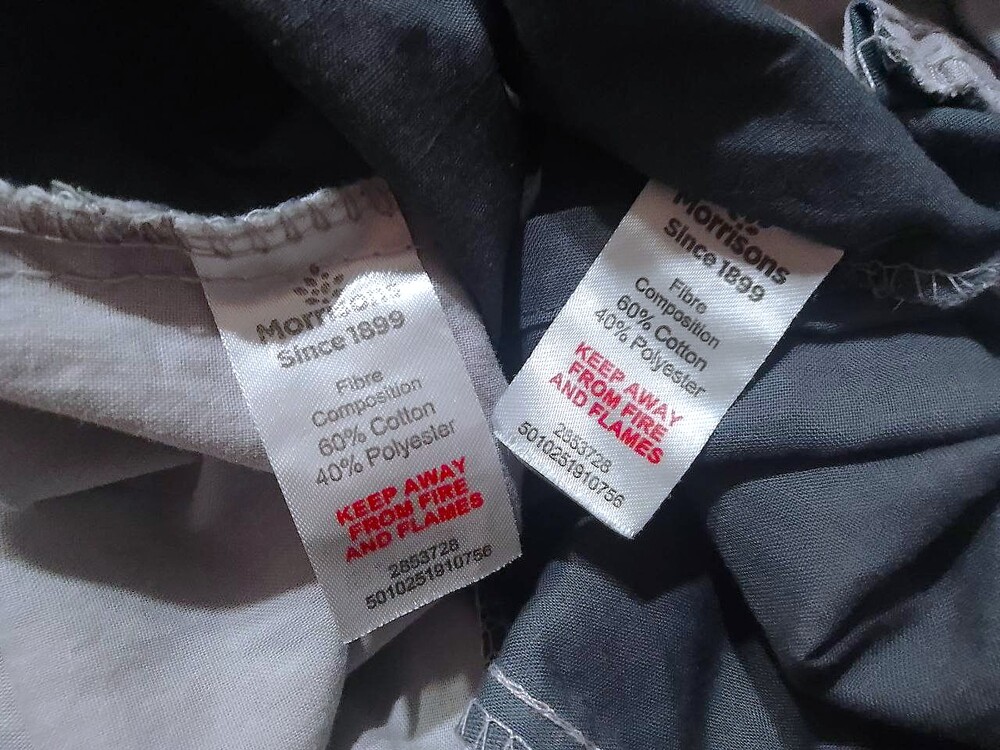 Morrisons
Since 1899
Fibre
Composition
60% Cotton
40% Polyester
KEEP AWAY
FROM FIRE
AND FLAMES
2853728
5010251910756
Morrisons
Since 1899
Fibre
Composition
60% Cotton
40% Polyester
KEEP AWAY
FROM FIRE
AND FLAMES
2853728
5010251910756